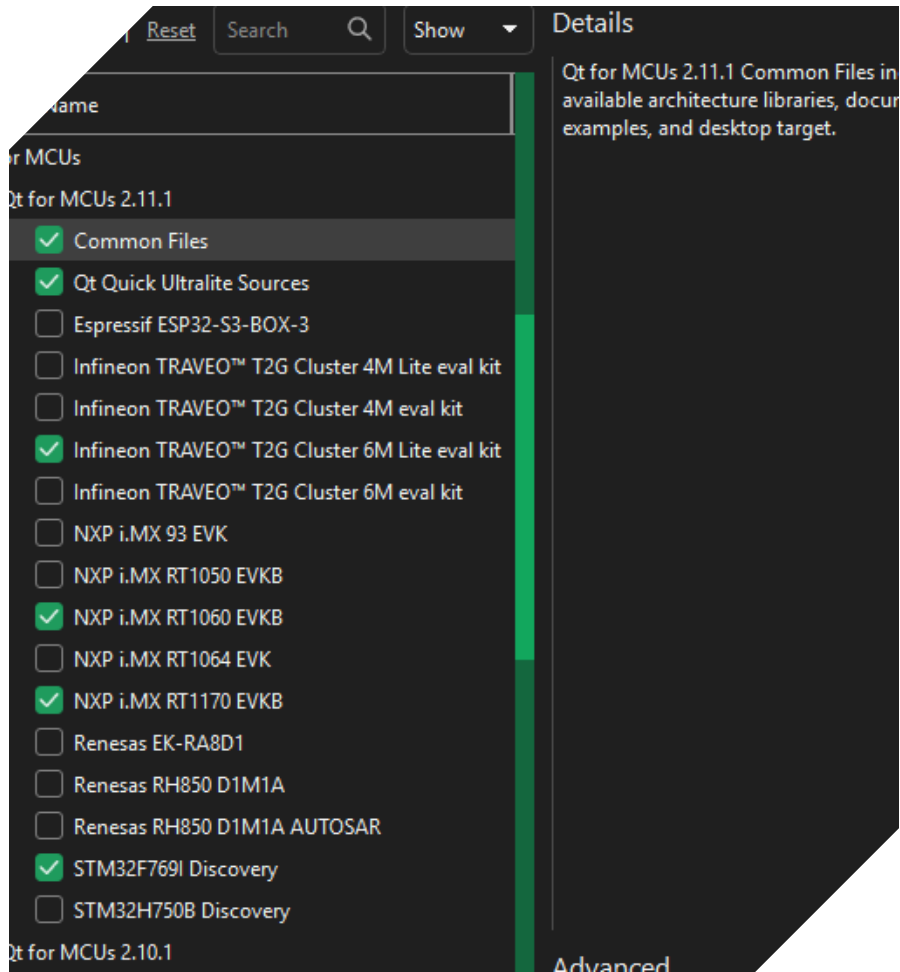 Reset
Search
Show
Details
Qt for MCUs 2.11.1 Common Files
available architecture libraries,
examples, and desktop target.
Name
MCUs
Qt for MCUs 2.11.1
Common Files
Qt Quick Ultralite Sources
Espressif ESP32-S3-BOX-3
Infineon TRAVEO™ T2G Cluster 4M Lite eval kit
Infineon TRAVEO™ T2G Cluster 4M eval kit
Infineon TRAVEO™ T2G Cluster 6M Lite eval kit
Infineon TRAVEO™ T2G Cluster 6M eval kit
NXP i.MX 93 EVK
NXP i.MX RT1050 EVKB
NXP i.MX RT1060 EVKB
NXP i.MX RT1064 EVK
NXP i.MX RT1170 EVKB
Renesas EK-RA8D1
Renesas RH850 D1M1A
Renesas RH850 D1M1A AUTOSAR
STM32F769I Discovery
STM32H750B Discovery
Qt for MCUs 2.10.1
Advanced